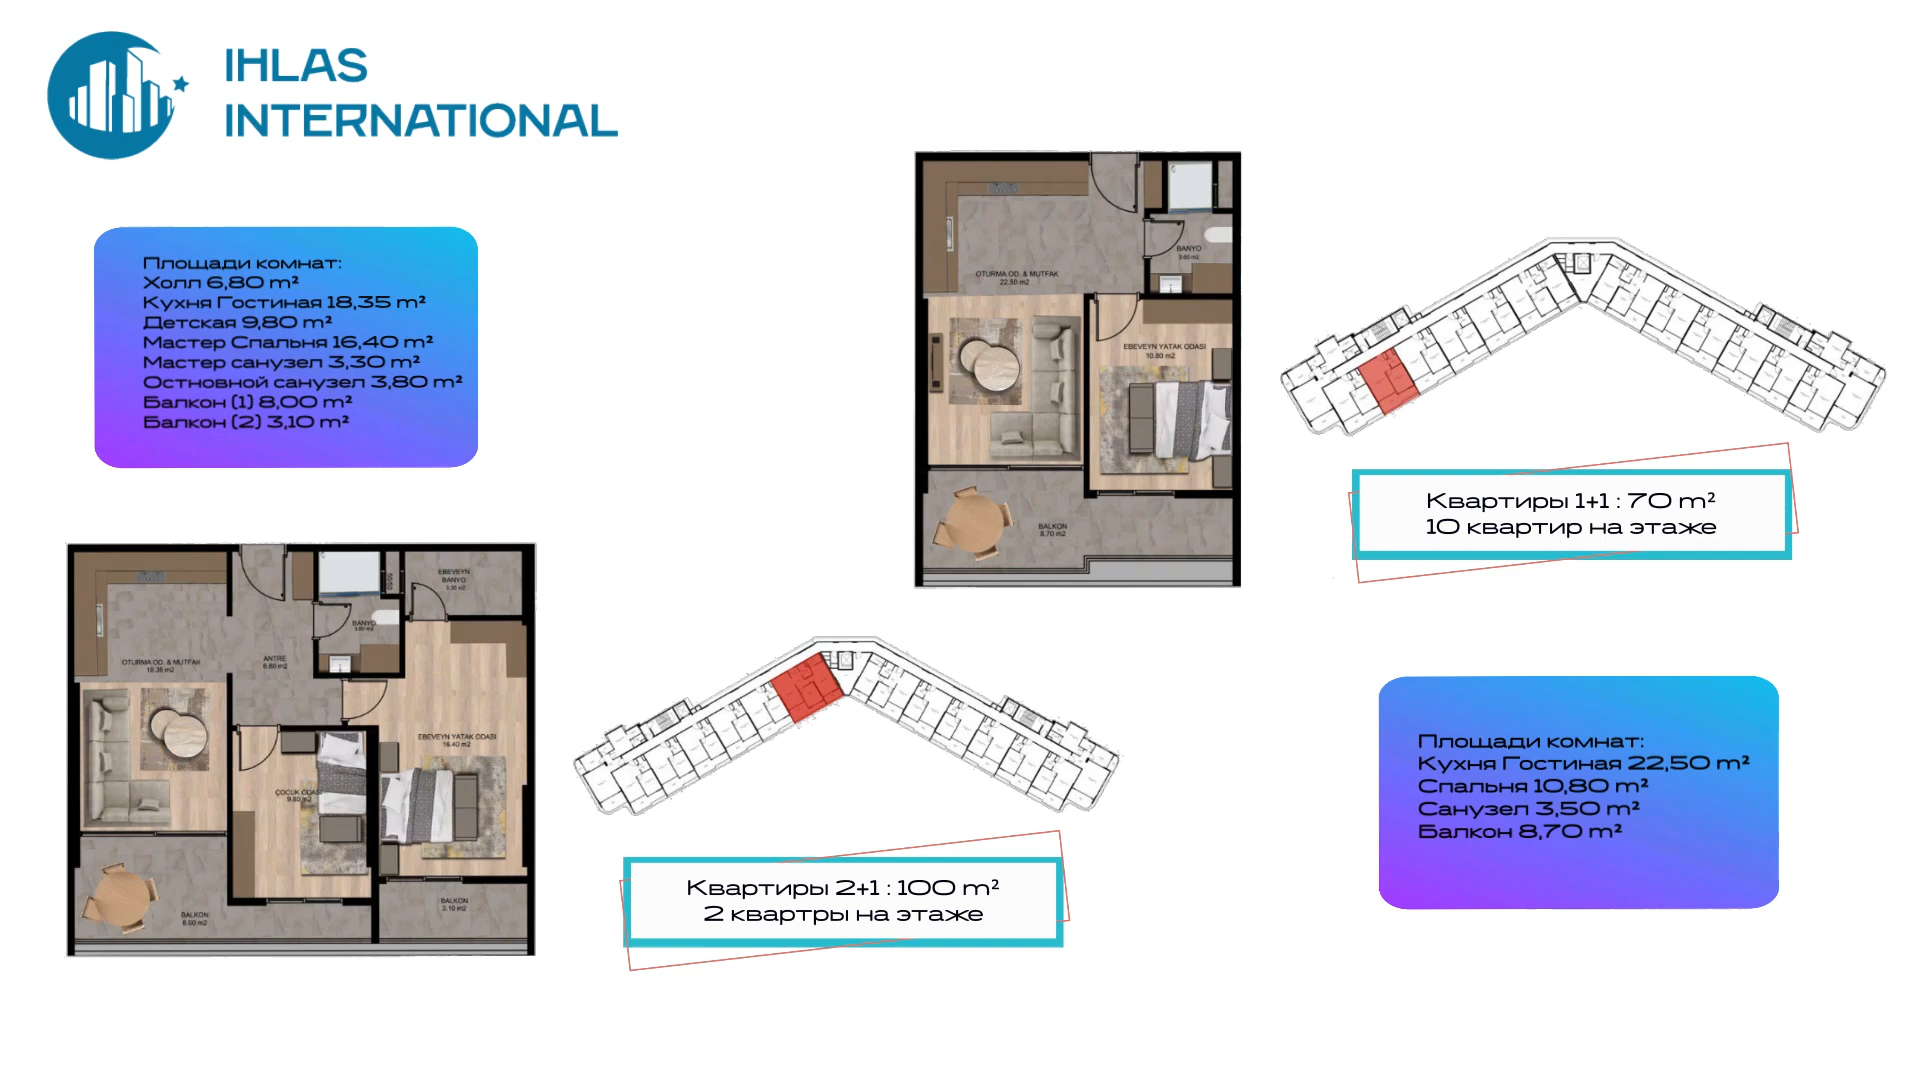 IHLAS
INTERNATIONAL
Площади комнат:
Холл 6,80 m²
Кухня Гостиная 18,35 m²
Детская 9,80 m²
Мастер Спальня 16,40 m²
Мастер санузел 3,30 m²
Остновной санузел 3,80 m²
Балкон (1) 8,00 m²
Балкон (2) 3,10 m²
BANYO
3.60 m2
OTURMA OD. & MUTFAK
22.50 m2
EBEVEYN YATAK ODASI
10.80 m2
BALKON
8.70 m2
Квартиры 1+1 : 70 m²
10 квартир на этаже
EBEVEYN
BANYO
3.30 m2
BANYO
3.80 m2
OTURMA OD. & MUTFAK
18.35 m2
ANTRE
6.80 m2
EBEVEYN YATAK ODASI
16.40 m2
ÇOCUK ODASI
9.80 m2
BALKON
8.00 m2
BALKON
3.10 m2
Квартиры 2+1 : 100 m²
2 квартры на этаже
Площади комнат:
Кухня Гостиная 22,50 m²
Спальня 10,80 m²
Санузел 3,50 m²
Балкон 8,70 m²